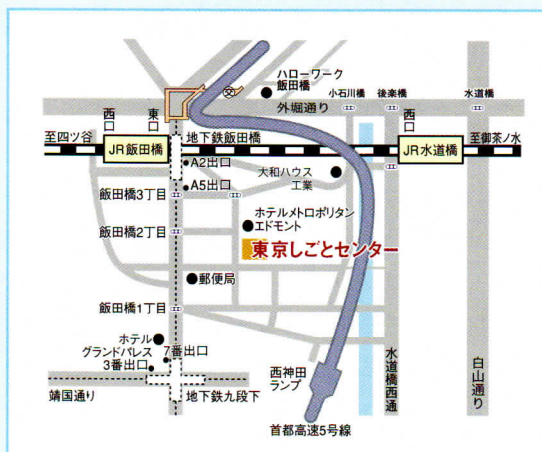 ハローワーク
飯田橋
小石川橋
後楽橋
水道橋
外堀通り
西口
東口
西口
至四ツ谷
地下鉄飯田橋
至御茶ノ水
JR飯田橋
JR水道橋
A2出口
大和ハウス
工業
A5出口
飯田橋3丁目
ホテルメトロポリタン
エドモント
飯田橋2丁目
東京しごとセンター
郵便局
飯田橋1丁目
ホテル
グランドパレス
7番出口
3番出口
西神田
ランプ
水道橋西通
白山通り
靖国通り
地下鉄九段下
首都高速5号線